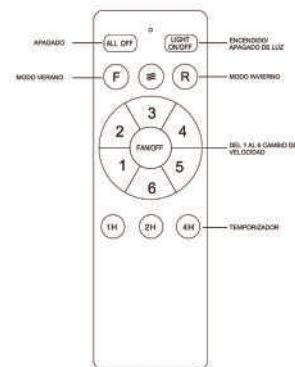 APAGADO
ALL OFF
LIGHT
ON/OFF
ENCENDIDO/
APAGADO DE LUZ
MODO VERANO
F
R
MODO INVIERNO
3
2
4
FAN/OFF
DEL 1 AL 6 CAMBIO DE
VELOCIDAD
1
5
6
1H
2H
4H
TEMPORIZADOR